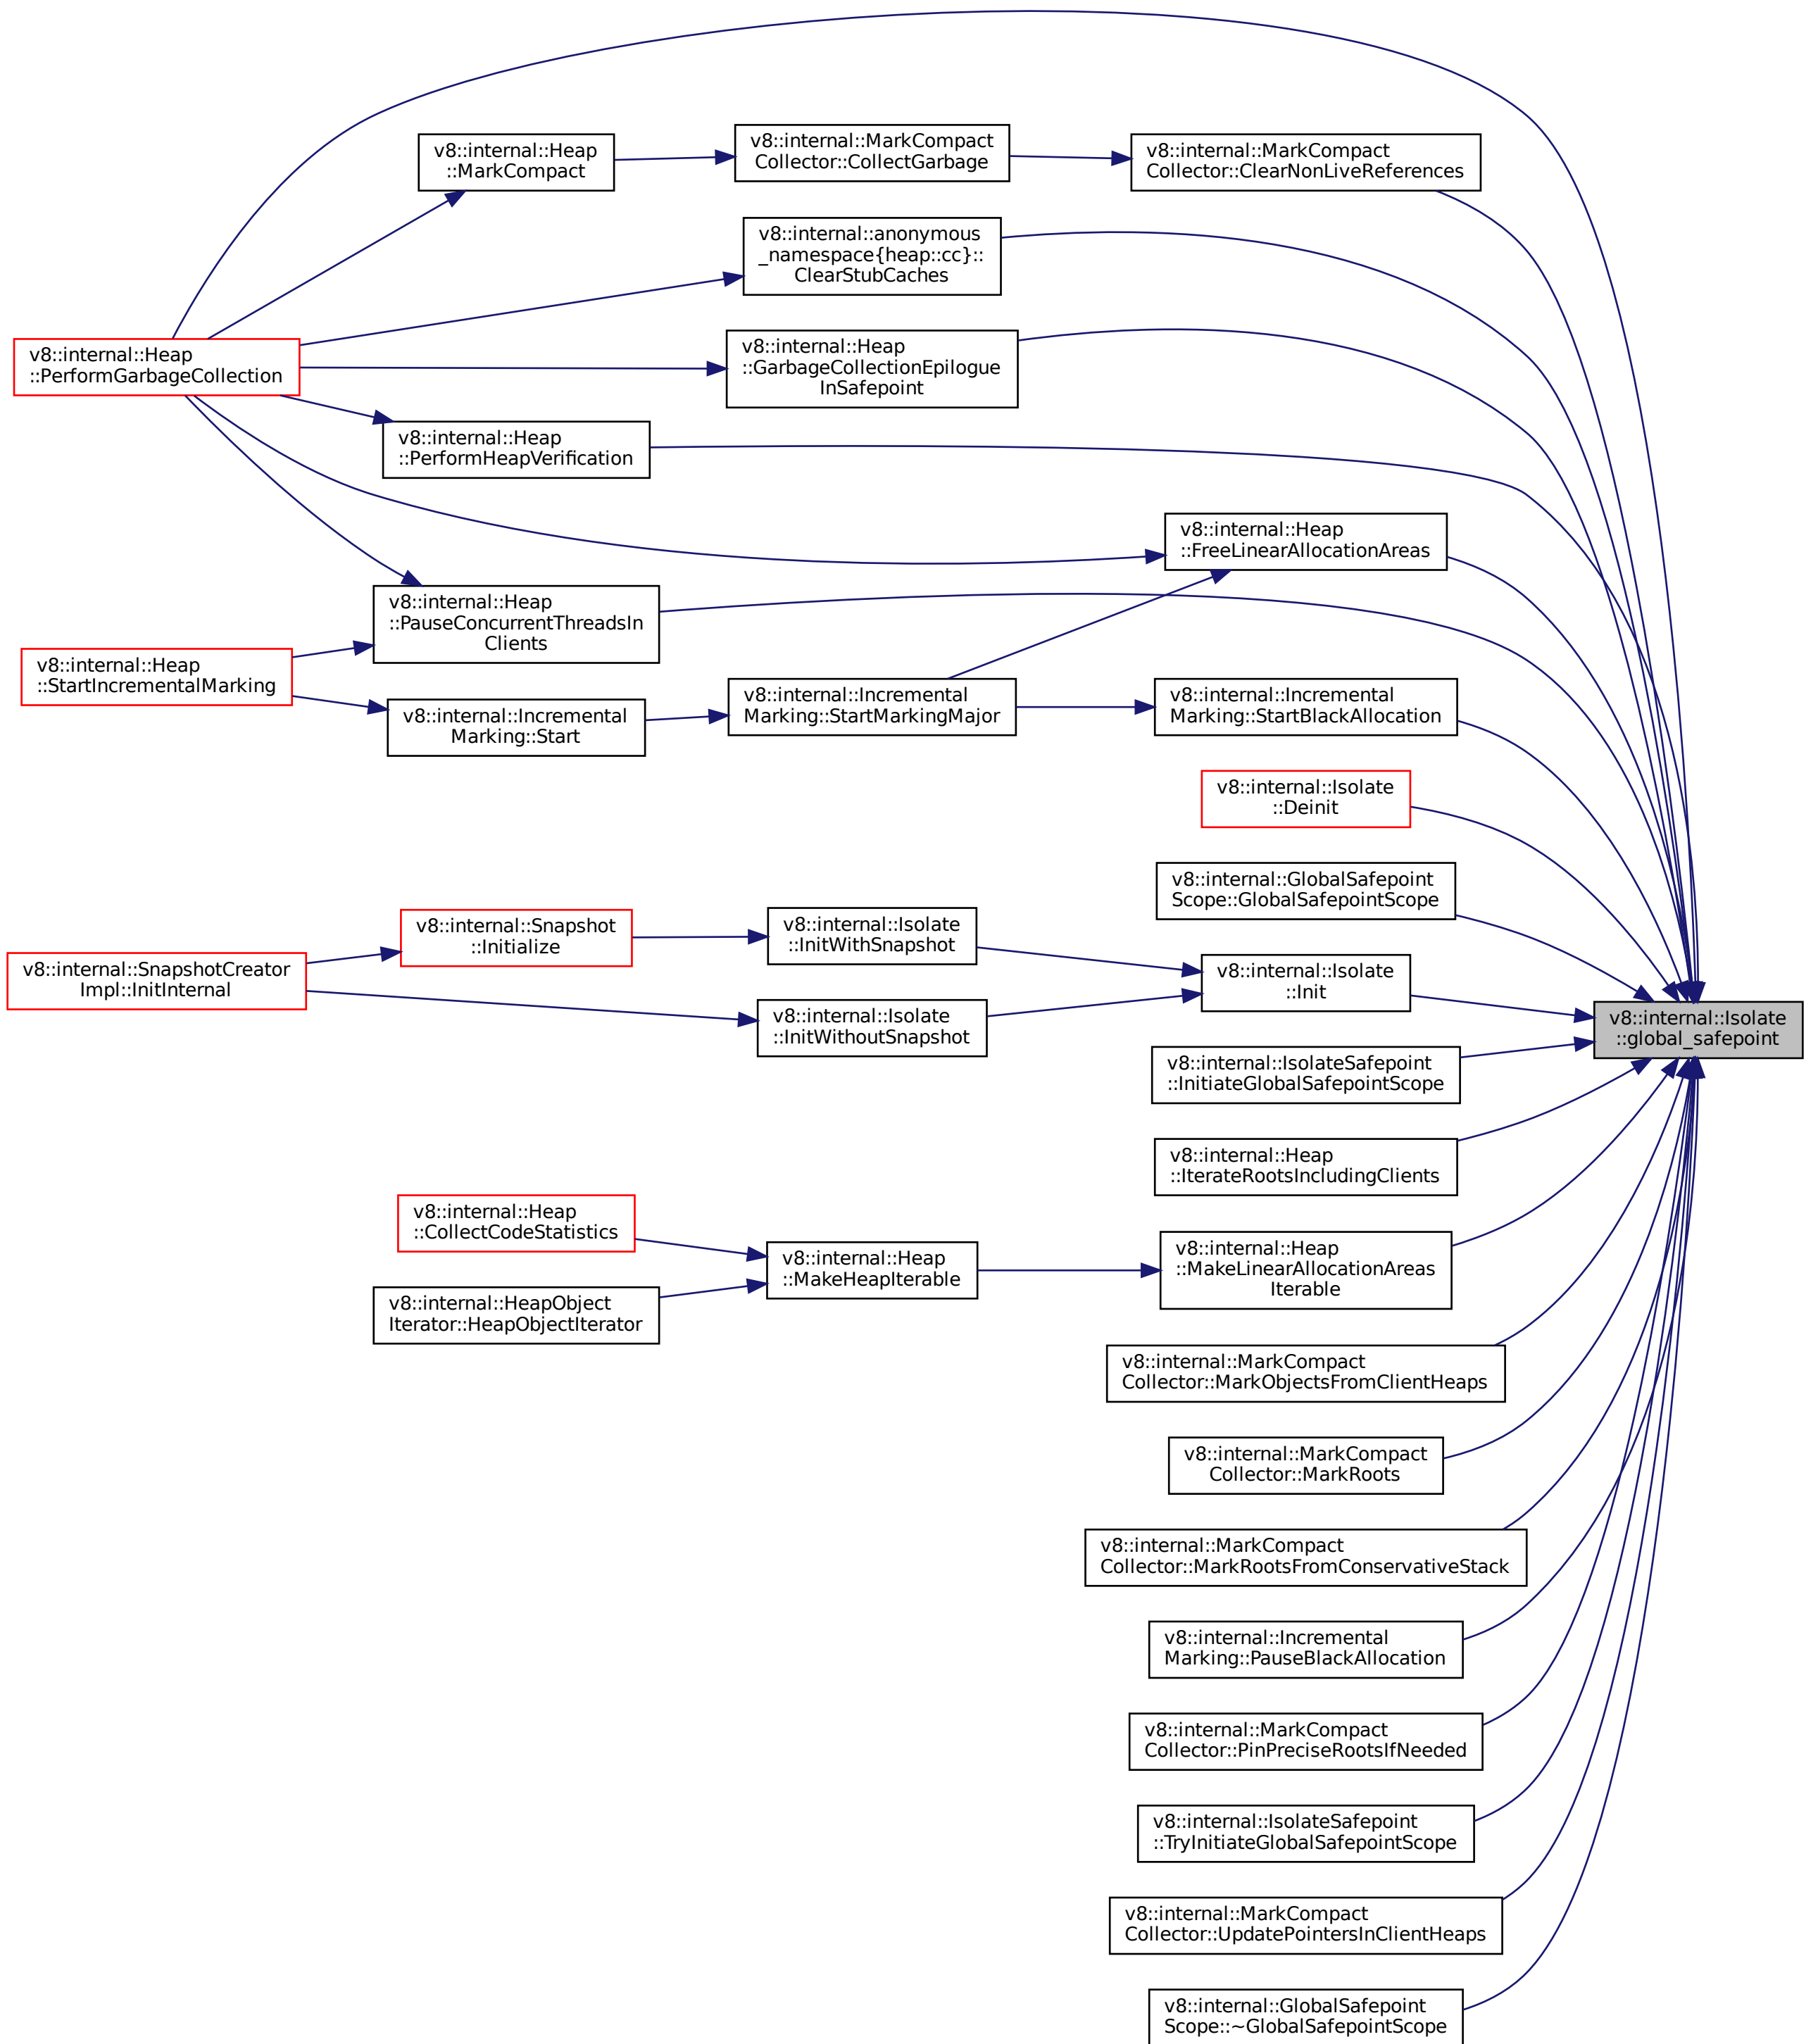 v8::internal::Heap
::MarkCompact
v8::internal::MarkCompact
Collector::CollectGarbage
v8::internal::MarkCompact
Collector::ClearNonLiveReferences
v8::internal::anonymous
_namespace{heap::cc}::
ClearStubCaches
v8::internal::Heap
::PerformGarbageCollection
v8::internal::Heap
::GarbageCollectionEpilogue
InSafepoint
v8::internal::Heap
::PerformHeapVerification
v8::internal::Heap
::FreeLinearAllocationAreas
v8::internal::Heap
::PauseConcurrentThreadsIn
Clients
v8::internal::Heap
::StartIncrementalMarking
v8::internal::Incremental
Marking::Start
v8::internal::Incremental
Marking::StartMarkingMajor
v8::internal::Incremental
Marking::StartBlackAllocation
v8::internal::Isolate
::Deinit
v8::internal::GlobalSafepoint
Scope::GlobalSafepointScope
v8::internal::Snapshot
::Initialize
v8::internal::Isolate
::InitWithSnapshot
v8::internal::SnapshotCreator
Impl::InitInternal
v8::internal::Isolate
::Init
v8::internal::Isolate
::InitWithoutSnapshot
v8::internal::Isolate
::global_safepoint
v8::internal::IsolateSafepoint
::InitiateGlobalSafepointScope
v8::internal::Heap
::IterateRootsIncludingClients
v8::internal::Heap
::CollectCodeStatistics
v8::internal::Heap
::MakeHeapIterable
v8::internal::Heap
::MakeLinearAllocationAreas
Iterable
v8::internal::HeapObject
Iterator::HeapObjectIterator
v8::internal::MarkCompact
Collector::MarkObjectsFromClientHeaps
v8::internal::MarkCompact
Collector::MarkRoots
v8::internal::MarkCompact
Collector::MarkRootsFromConservativeStack
v8::internal::Incremental
Marking::PauseBlackAllocation
v8::internal::MarkCompact
Collector::PinPreciseRootsIfNeeded
v8::internal::IsolateSafepoint
::TryInitiateGlobalSafepointScope
v8::internal::MarkCompact
Collector::UpdatePointersInClientHeaps
v8::internal::GlobalSafepoint
Scope::~GlobalSafepointScope